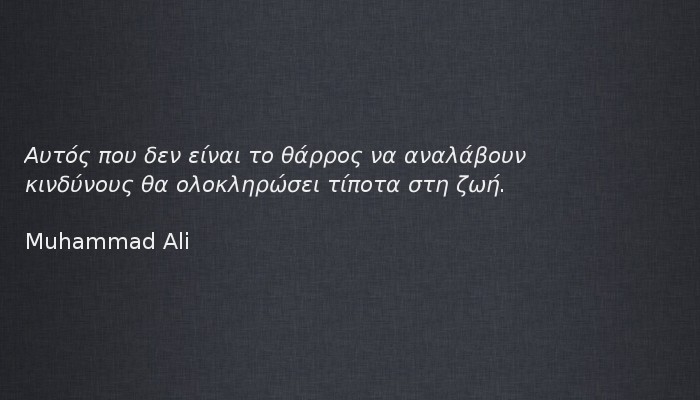 Αυτός που δεν είναι το θάρρος να αναλάβουν
κινδύνους θα ολοκληρώσει τίποτα στη ζωή.
Muhammad Ali